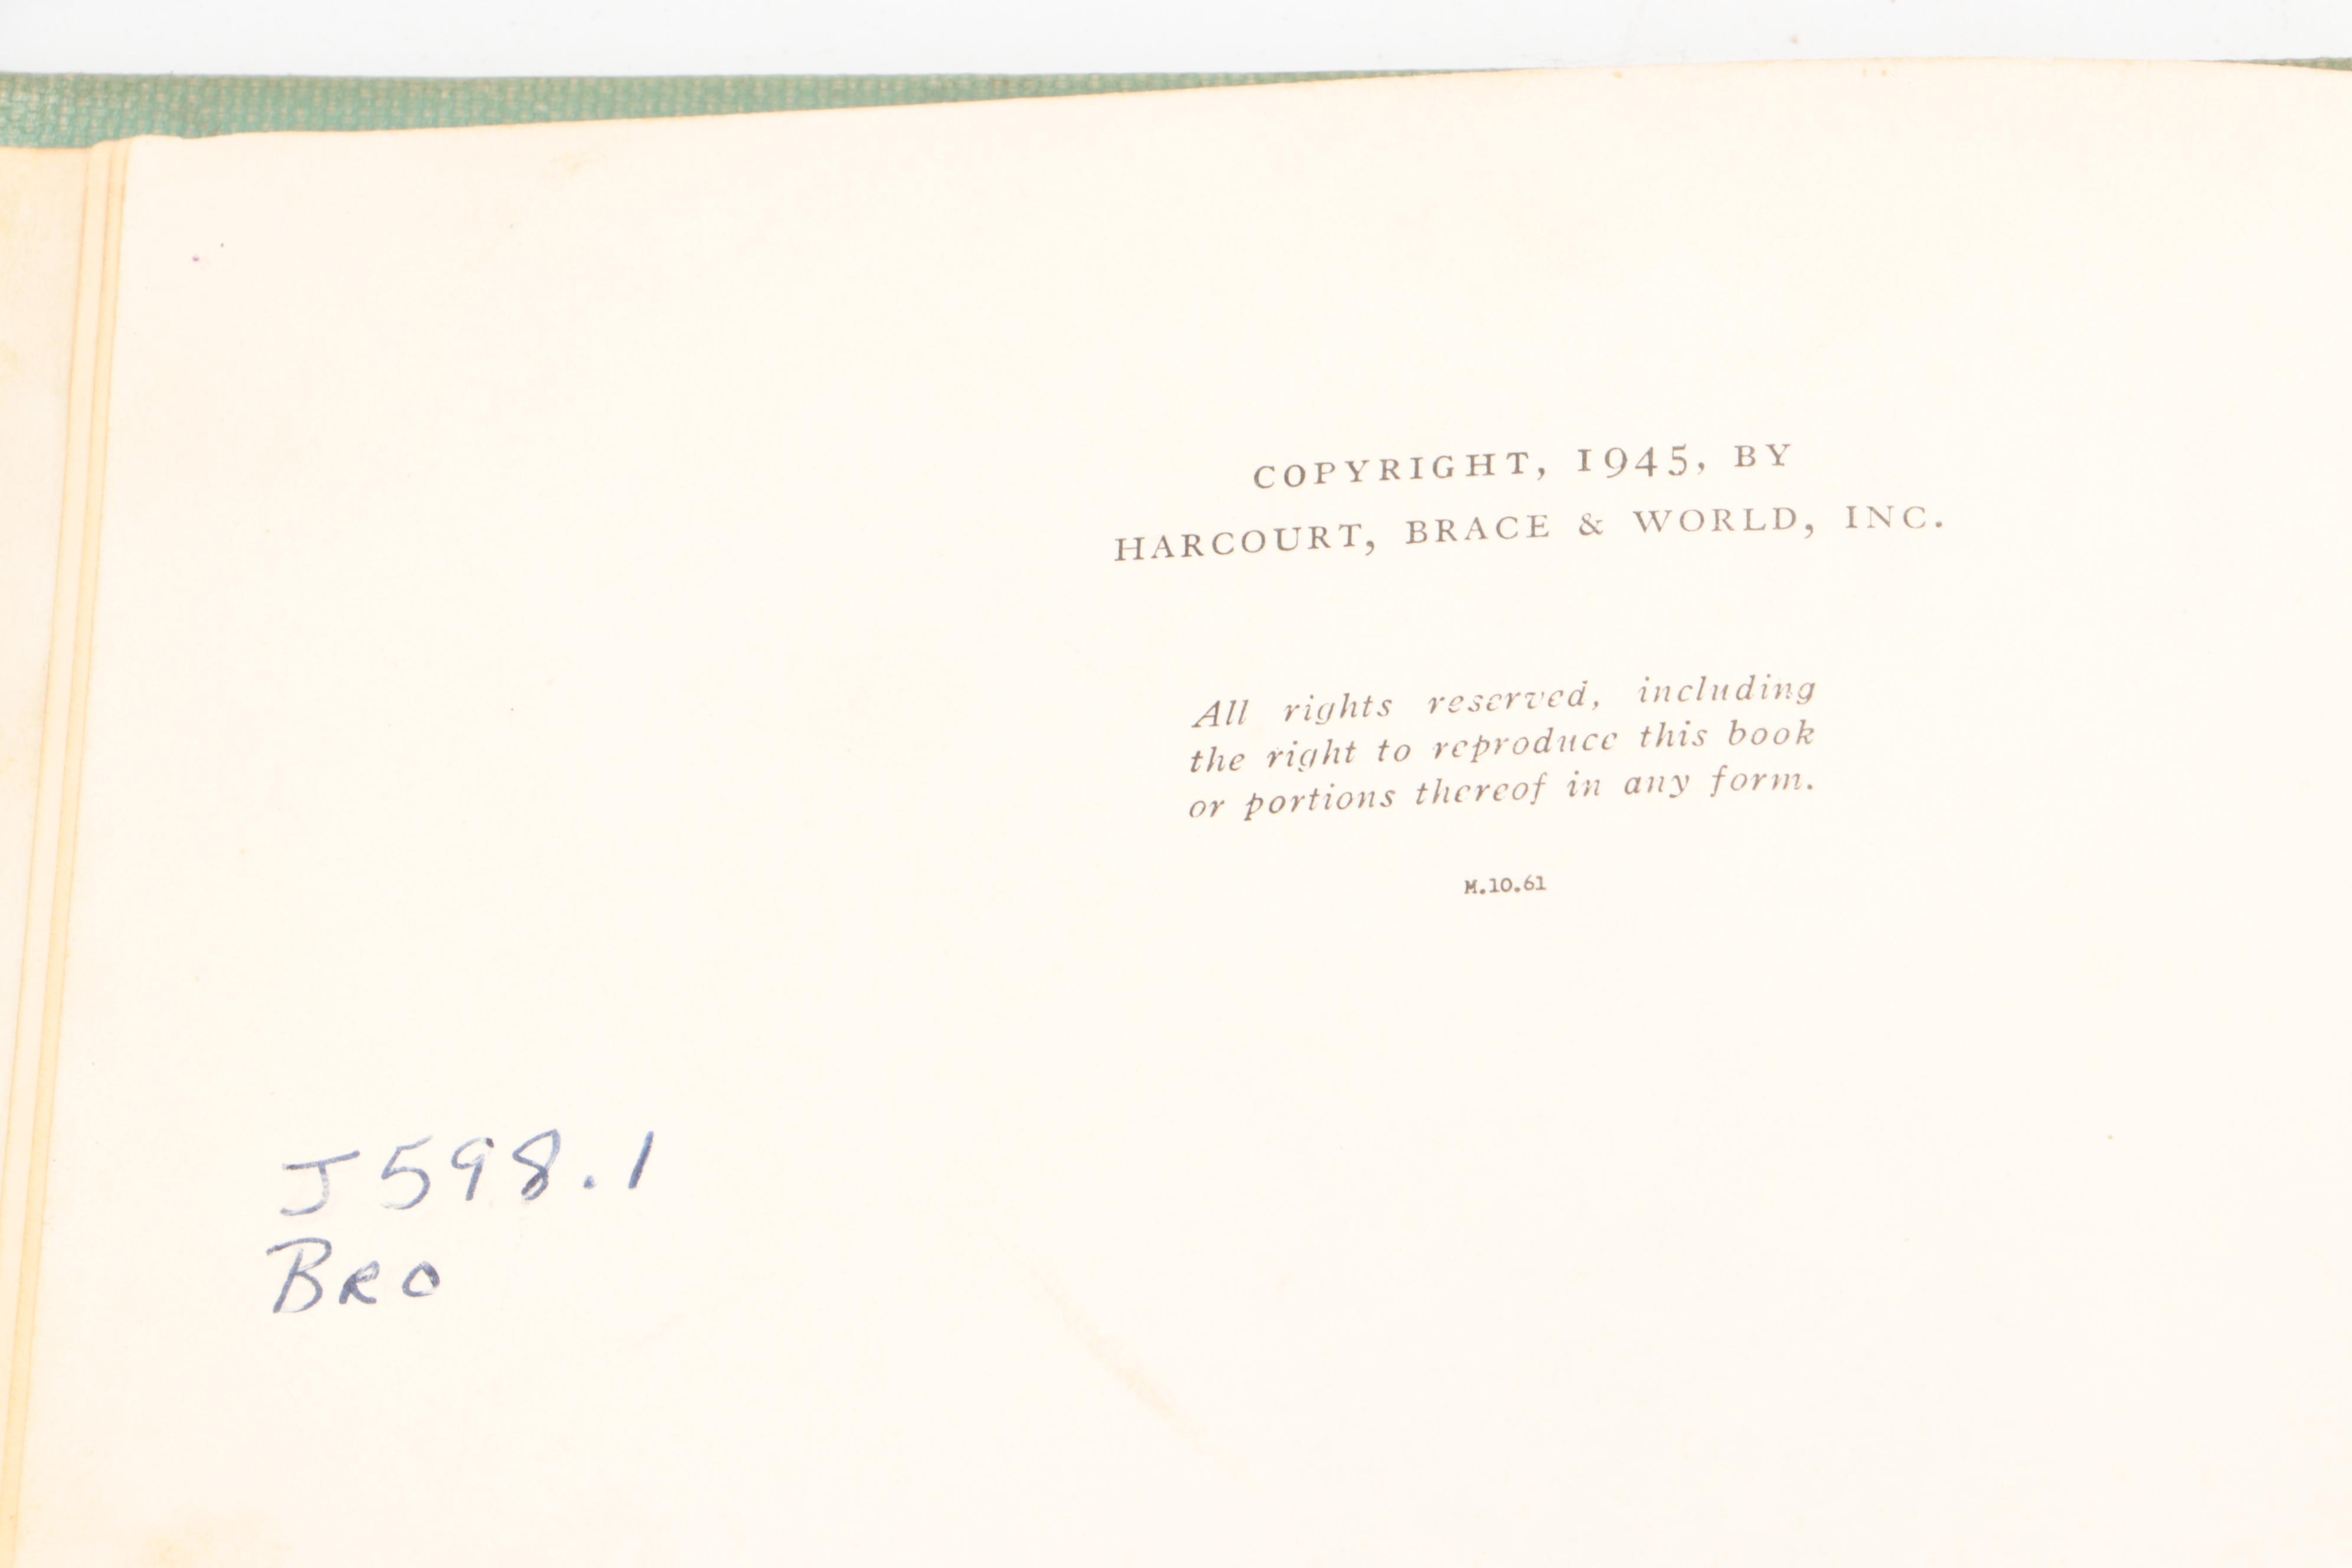 COPYRIGHT, 1945, BY
HARCOURT, BRACE & WORLD, INC.
All rights reserved, including
the right to reproduce this book
or portions thereof in any form.
M.10.61
J598.1
BRO